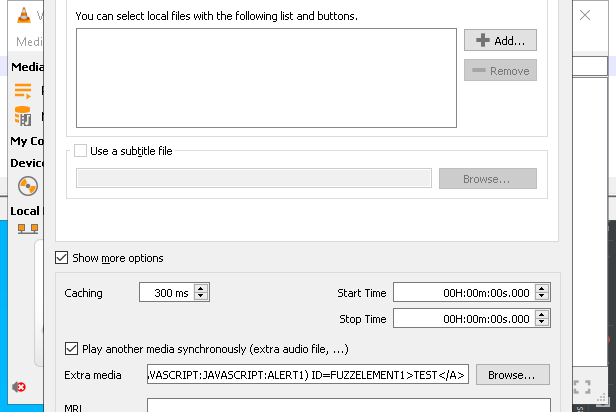 You can select local files with the following list and buttons.
Add...
Remove
Media
My Co
Device
Local
Use a subtitle file
Browse...
Show more options
Caching
300 ms
Start Time
00H:00m:00s.000
Stop Time
00H:00m:00s.000
Play another media synchronously (extra audio file, ...)
Extra media
VASCRIPT:JAVASCRIPT:ALERT1) ID=FUZZELEMENT1>TEST</A>
Browse...
MRL